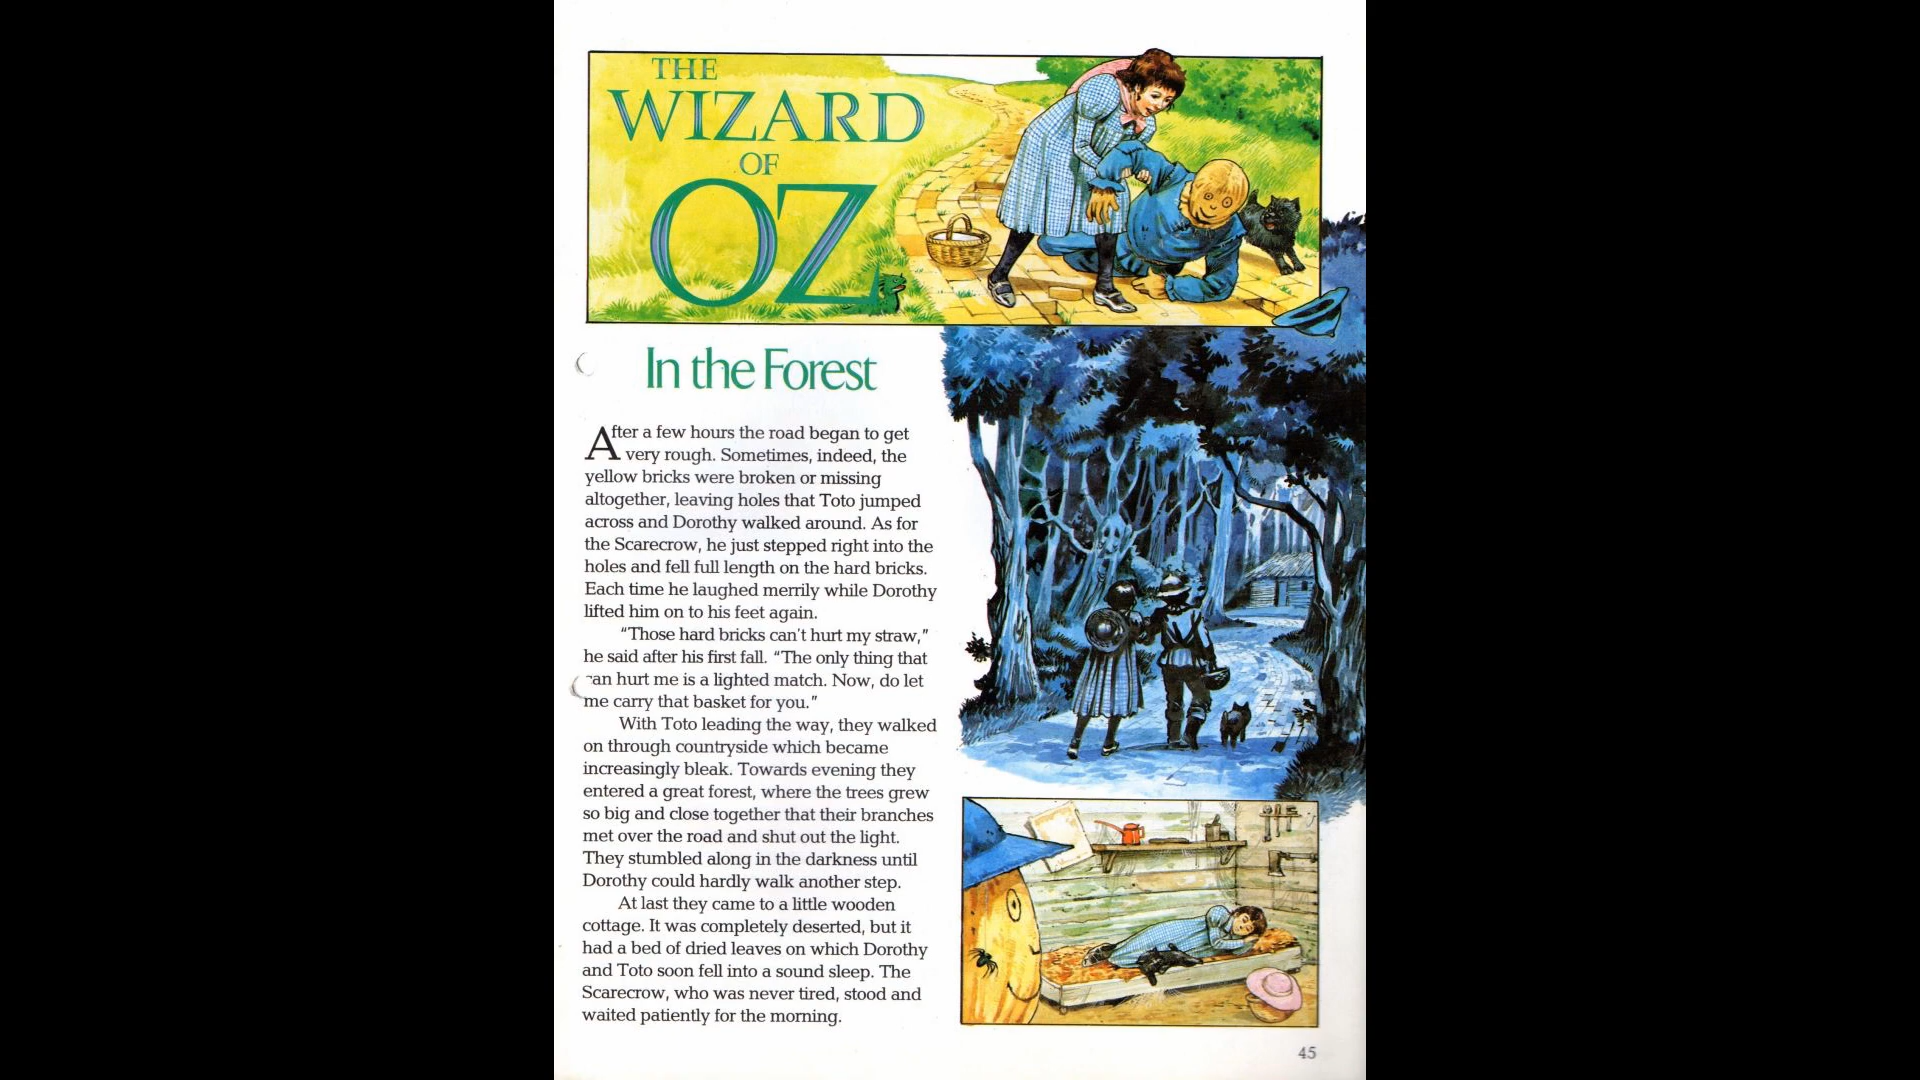 THE
WIZARD
OF
OZ
In the Forest
After a few hours the road began to get
very rough. Sometimes, indeed, the
yellow bricks were broken or missing
altogether, leaving holes that Toto jumped
across and Dorothy walked around. As for
the Scarecrow, he just stepped right into the
holes and fell full length on the hard bricks.
Each time he laughed merrily while Dorothy
lifted him on to his feet again.
“Those hard bricks can’t hurt my straw,”
he said after his first fall. “The only thing that
can hurt me is a lighted match. Now, do let
me carry that basket for you.”
With Toto leading the way, they walked
on through countryside which became
increasingly bleak. Towards evening they
entered a great forest, where the trees grew
so big and close together that their branches
met over the road and shut out the light.
They stumbled along in the darkness until
Dorothy could hardly walk another step.
At last they came to a little wooden
cottage. It was completely deserted, but it
had a bed of dried leaves on which Dorothy
and Toto soon fell into a sound sleep. The
Scarecrow, who was never tired, stood and
waited patiently for the morning.
45